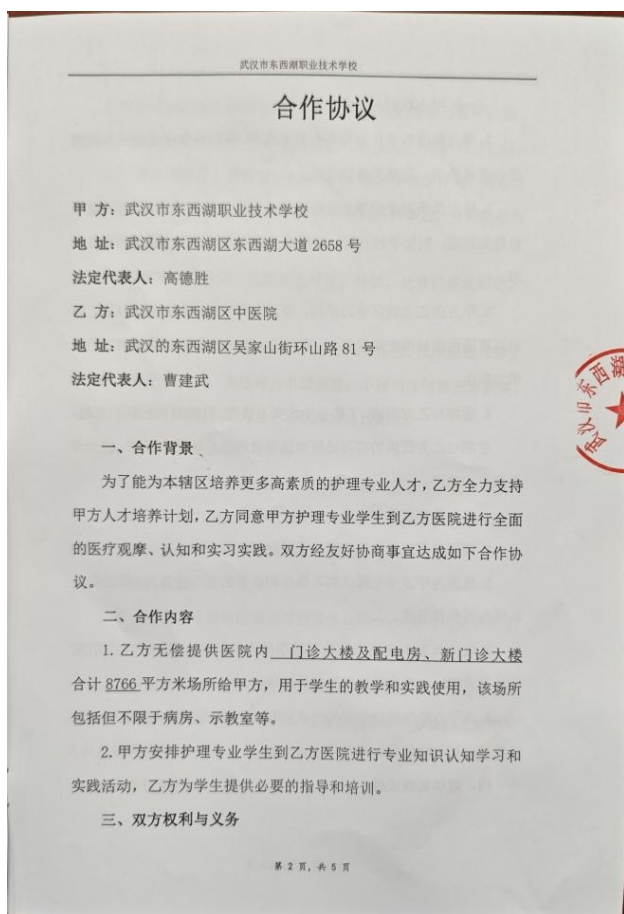 武汉市东西湖职业技术学校
合作协议
甲 方：武汉市东西湖职业技术学校
地 址：武汉市东西湖区东西湖大道 2658 号
法定代表人：高德胜
乙 方：武汉市东西湖区中医院
地 址：武汉的东西湖区吴家山街环山路 81 号
法定代表人：曹建武
一、合作背景
为了能为本辖区培养更多高素质的护理专业人才，乙方全力支持
甲方人才培养计划，乙方同意甲方护理专业学生到乙方医院进行全面
的医疗观摩、认知和实习实践。双方经友好协商事宜达成如下合作协
议。
二、合作内容
1.乙方无偿提供医院内 门诊大楼及配电房、新门诊大楼
合计 8766 平方米场所给甲方，用于学生的教学和实践使用，该场所
包括但不限于病房、示教室等。
2.甲方安排护理专业学生到乙方医院进行专业知识认知学习和
实践活动，乙方为学生提供必要的指导和培训。
三、双方权利与义务
武汉市东西湖
第 2 页，共 5 页